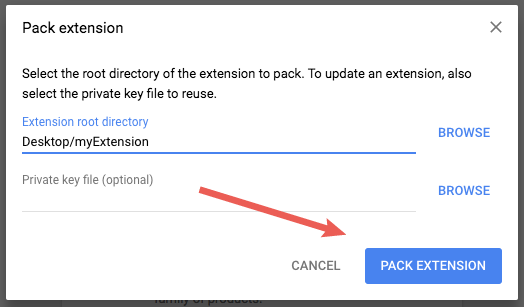 Pack extension
Select the root directory of the extension to pack. To update an extension, also
select the private key file to reuse.
Extension root directory
Desktop/myExtension
BROWSE
Private key file (optional)
BROWSE
CANCEL
PACK EXTENSION
family of products.